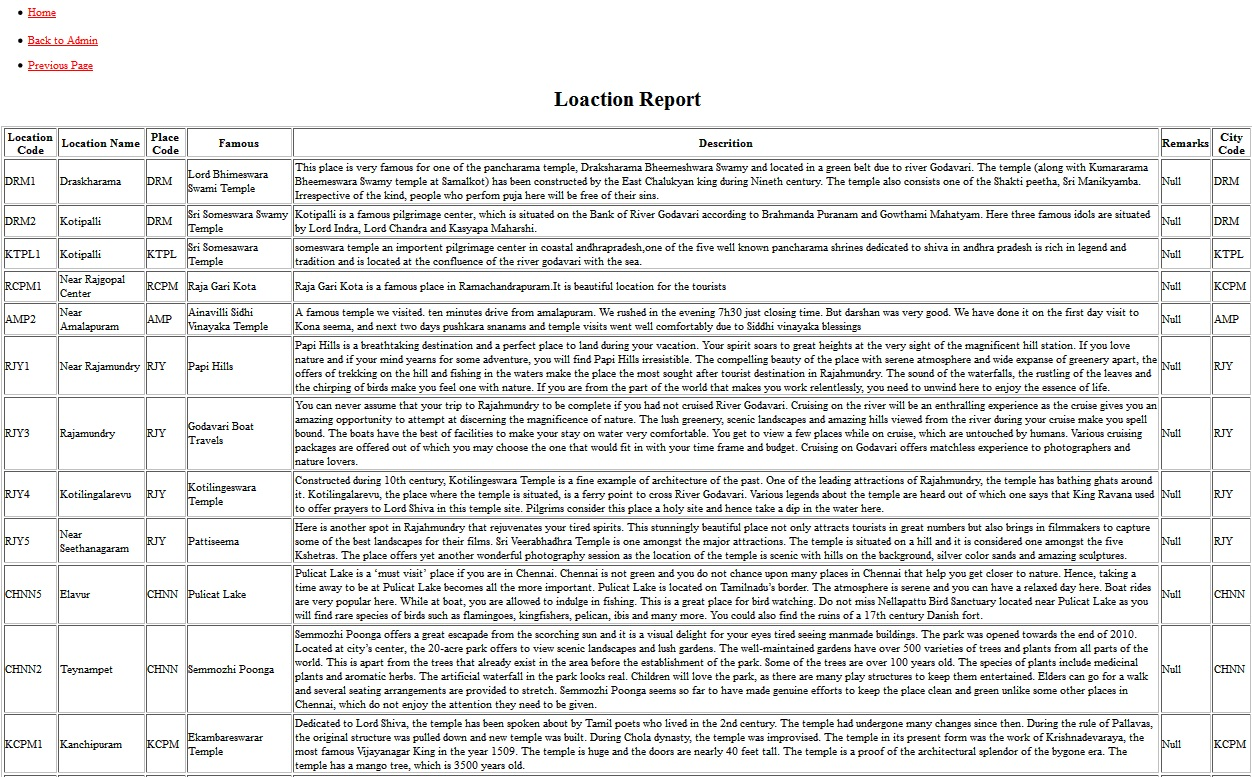 Home
Back to Admin
Previous Page
Loaction Report
Location Code Location Name Place Code Famous Descrition Remarks City Code
DRM1 Draskharama DRM Lord Bhimeswara Swami Temple This place is very famous for one of the pancharama temple, Draksharama Bheemeshwara Swamy and located in a green belt due to river Godavari. The temple (along with Kumararama
Bheemeswara Swamy temple at Samalkot) has been constructed by the East Chalukyan king during Nineth century. The temple also consists one of the Shakti peetha, Sri Manikyamba.
Irrespective of the kind, people who perfom puja here will be free of their sins. Null DRM
DRM2 Kotipalli DRM Sri Someswara Swamy Temple Kotipalli is a famous pilgrimage center, which is situated on the Bank of River Godavari according to Brahmanda Puranam and Gowthami Mahatyam. Here three famous idols are situated
by Lord Indra, Lord Chandra and Kasyapa Maharshi. Null DRM
KTPL1 Kotipalli KTPL Sri Somesawara Temple someswara temple an importent pilgrimage center in coastal andhrapradesh,one of the five well known pancharama shrines dedicated to shiva in andhra pradesh is rich in legend and
tradition and is located at the confluence of the river godavari with the sea. Null KTPL
RCPM1 Near Rajgopal Center RCPM Raja Gari Kota Raja Gari Kota is a famous place in Ramachandrapuram.It is beautiful location for the tourists Null KCPM
AMP2 Near Amalapuram AMP Ainavilli Sidhi Vinayaka Temple A famous temple we visited. ten minutes drive from amalapuram. We rushed in the evening 7h30 just closing time. But darshan was very good. We have done it on the first day visit to
Kona seema, and next two days pushkara snanams and temple visits went well comfortably due to Siddhi vinayaka blessings Null AMP
RJY1 Near Rajamundry RJY Papi Hills Papi Hills is a breathtaking destination and a perfect place to land during your vacation. Your spirit soars to great heights at the very sight of the magnificent hill station. If you love
nature and if your mind yearns for some adventure, you will find Papi Hills irresistible. The compelling beauty of the place with serene atmosphere and wide expanse of greenery apart, the
offers of trekking on the hill and fishing in the waters make the place the most sought after tourist destination in Rajahmundry. The sound of the waterfalls, the rustling of the leaves and
the chirping of birds make you feel one with nature. If you are from the part of the world that makes you work relentlessly, you need to unwind here to enjoy the essence of life. Null RJY
RJY3 Rajamundry RJY Godavari Boat Travels You can never assume that your trip to Rajahmundry to be complete if you had not cruised River Godavari. Cruising on the river will be an enthralling experience as the cruise gives you an
amazing opportunity to attempt at discerning the magnificence of nature. The lush greenery, scenic landscapes and amazing hills viewed from the river during your cruise make you spell
bound. The boats have the best of facilities to make your stay on water very comfortable. You get to view a few places while on cruise, which are untouched by humans. Various cruising
packages are offered out of which you may choose the one that would fit in with your time frame and budget. Cruising on Godavari offers matchless experience to photographers and
nature lovers. Null RJY
RJY4 Kotilingalarevu RJY Kotilingeswara Temple Constructed during 10th century, Kotilingeswara Temple is a fine example of architecture of the past. One of the leading attractions of Rajahmundry, the temple has bathing ghats around
it. Kotilingalarevu, the place where the temple is situated, is a ferry point to cross River Godavari. Various legends about the temple are heard out of which one says that King Ravana used
to offer prayers to Lord Shiva in this temple site. Pilgrims consider this place a holy site and hence take a dip in the water here. Null RJY
RJY5 Near Seethanagaram RJY Pattiseema Here is another spot in Rajahmundry that rejuvenates your tired spirits. This stunningly beautiful place not only attracts tourists in great numbers but also brings in filmmakers to capture
some of the best landscapes for their films. Sri Veerabhadhra Temple is one amongst the major attractions. The temple is situated on a hill and it is considered one amongst the five
Kshetras. The place offers yet another wonderful photography session as the location of the temple is scenic with hills on the background, silver color sands and amazing sculptures. Null RJY
CHNN5 Elavur CHNN Pulicat Lake Pulicat Lake is a ‘must visit’ place if you are in Chennai. Chennai is not green and you do not chance upon many places in Chennai that help you get closer to nature. Hence, taking a
time away to be at Pulicat Lake becomes all the more important. Pulicat Lake is located on Tamilnadu’s border. The atmosphere is serene and you can have a relaxed day here. Boat rides
are very popular here. While at boat, you are allowed to indulge in fishing. This is a great place for bird watching. Do not miss Nellapattu Bird Sanctuary located near Pulicat Lake as you
will find rare species of birds such as flamingoes, kingfishers, pelican, ibis and many more. You could also find the ruins of a 17th century Danish fort. Null CHNN
CHNN2 Teynampet CHNN Semmozhi Poonga Semmozhi Poonga offers a great escapade from the scorching sun and it is a visual delight for your eyes tired seeing manmade buildings. The park was opened towards the end of 2010.
Located at city’s center, the 20-acre park offers to view scenic landscapes and lush gardens. The well-maintained gardens have over 500 varieties of trees and plants from all parts of the
world. This is apart from the trees that already exist in the area before the establishment of the park. Some of the trees are over 100 years old. The species of plants include medicinal
plants and aromatic herbs. The artificial waterfall in the park looks real. Children will love the park, as there are many play structures to keep them entertained. Elders can go for a walk
and several seating arrangements are provided to stretch. Semmozhi Poonga seems so far to have made genuine efforts to keep the place clean and green unlike some other places in
Chennai, which do not enjoy the attention they need to be given. Null CHNN
KCPM1 Kanchipuram KCPM Ekambareswarar Temple Dedicated to Lord Shiva, the temple has been spoken about by Tamil poets who lived in the 2nd century. The temple had undergone many changes since then. During the rule of Pallavas,
the original structure was pulled down and new temple was built. During Chola dynasty, the temple was improvised. The temple in its present form was the work of Krishnadevaraya, the
most famous Vijayanagar King in the year 1509. The temple is huge and the doors are nearly 40 feet tall. The temple is a proof of the architectural splendor of the bygone era. The
temple has a mango tree, which is 3500 years old. Null KCPM